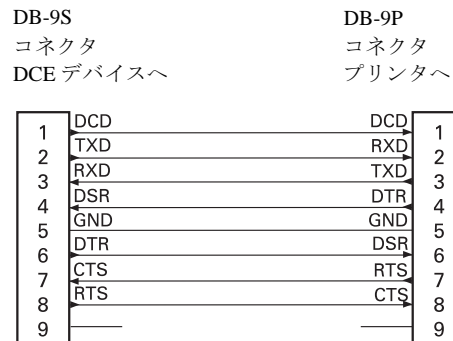 DB-9S DB-9P
コネクタ コネクタ
DCE デバイスへ プリンタへ
1 DCD DCD 1
2 TXD RXD 2
3 RXD TXD 3
4 DSR DTR 4
5 GND GND 5
6 DTR DSR 6
7 CTS RTS 7
8 RTS CTS 8
9 9